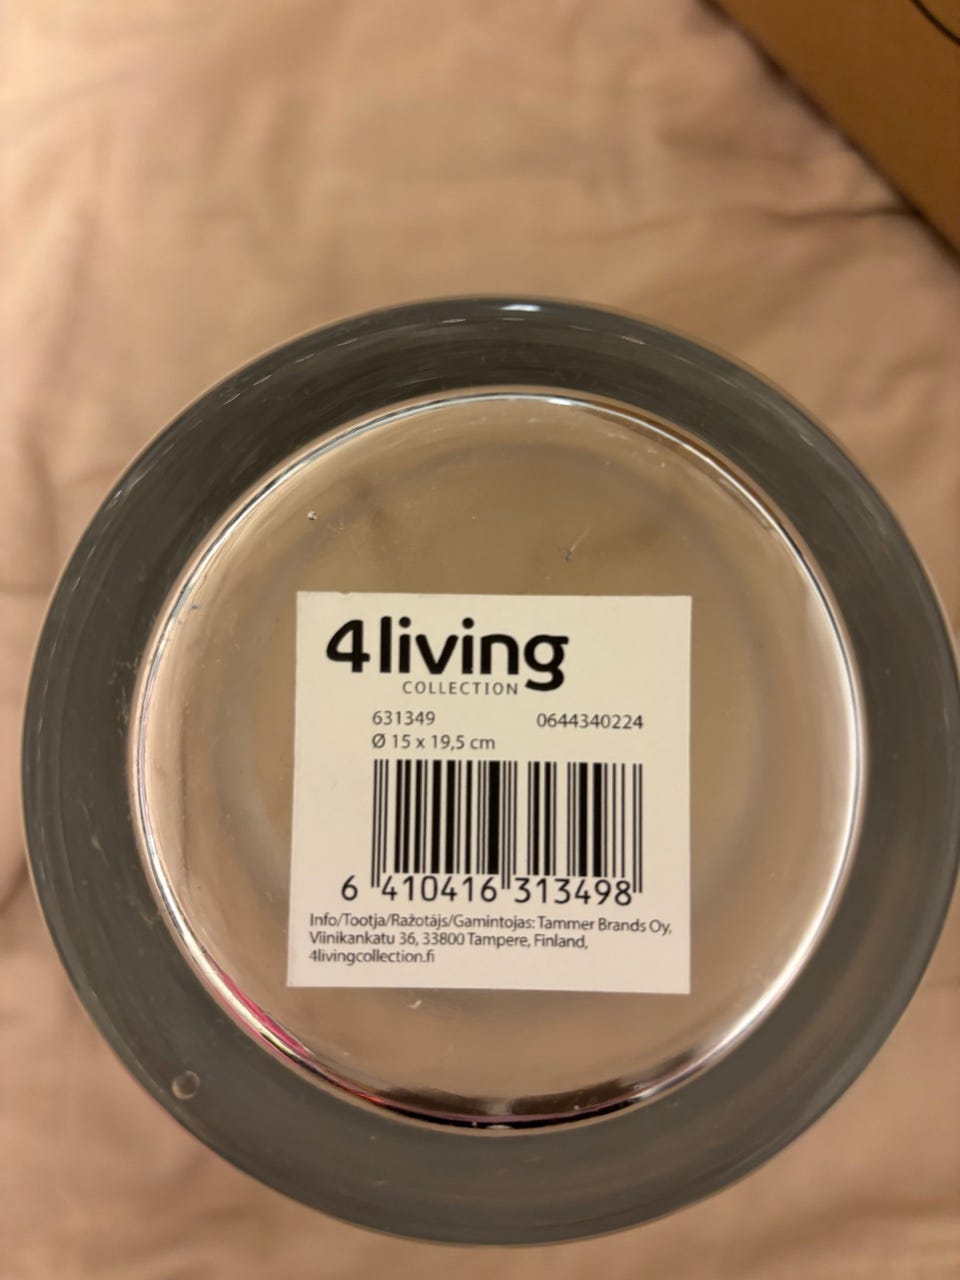 4living
COLLECTION
631349 0644340224
Ø 15 x 19,5 cm
6 410416 313498
Info/Tootja/Ražotājs/Gamintojas: Tammer Brands Oy,
Viinikankatu 36, 33800 Tampere, Finland,
4livingcollection.fi